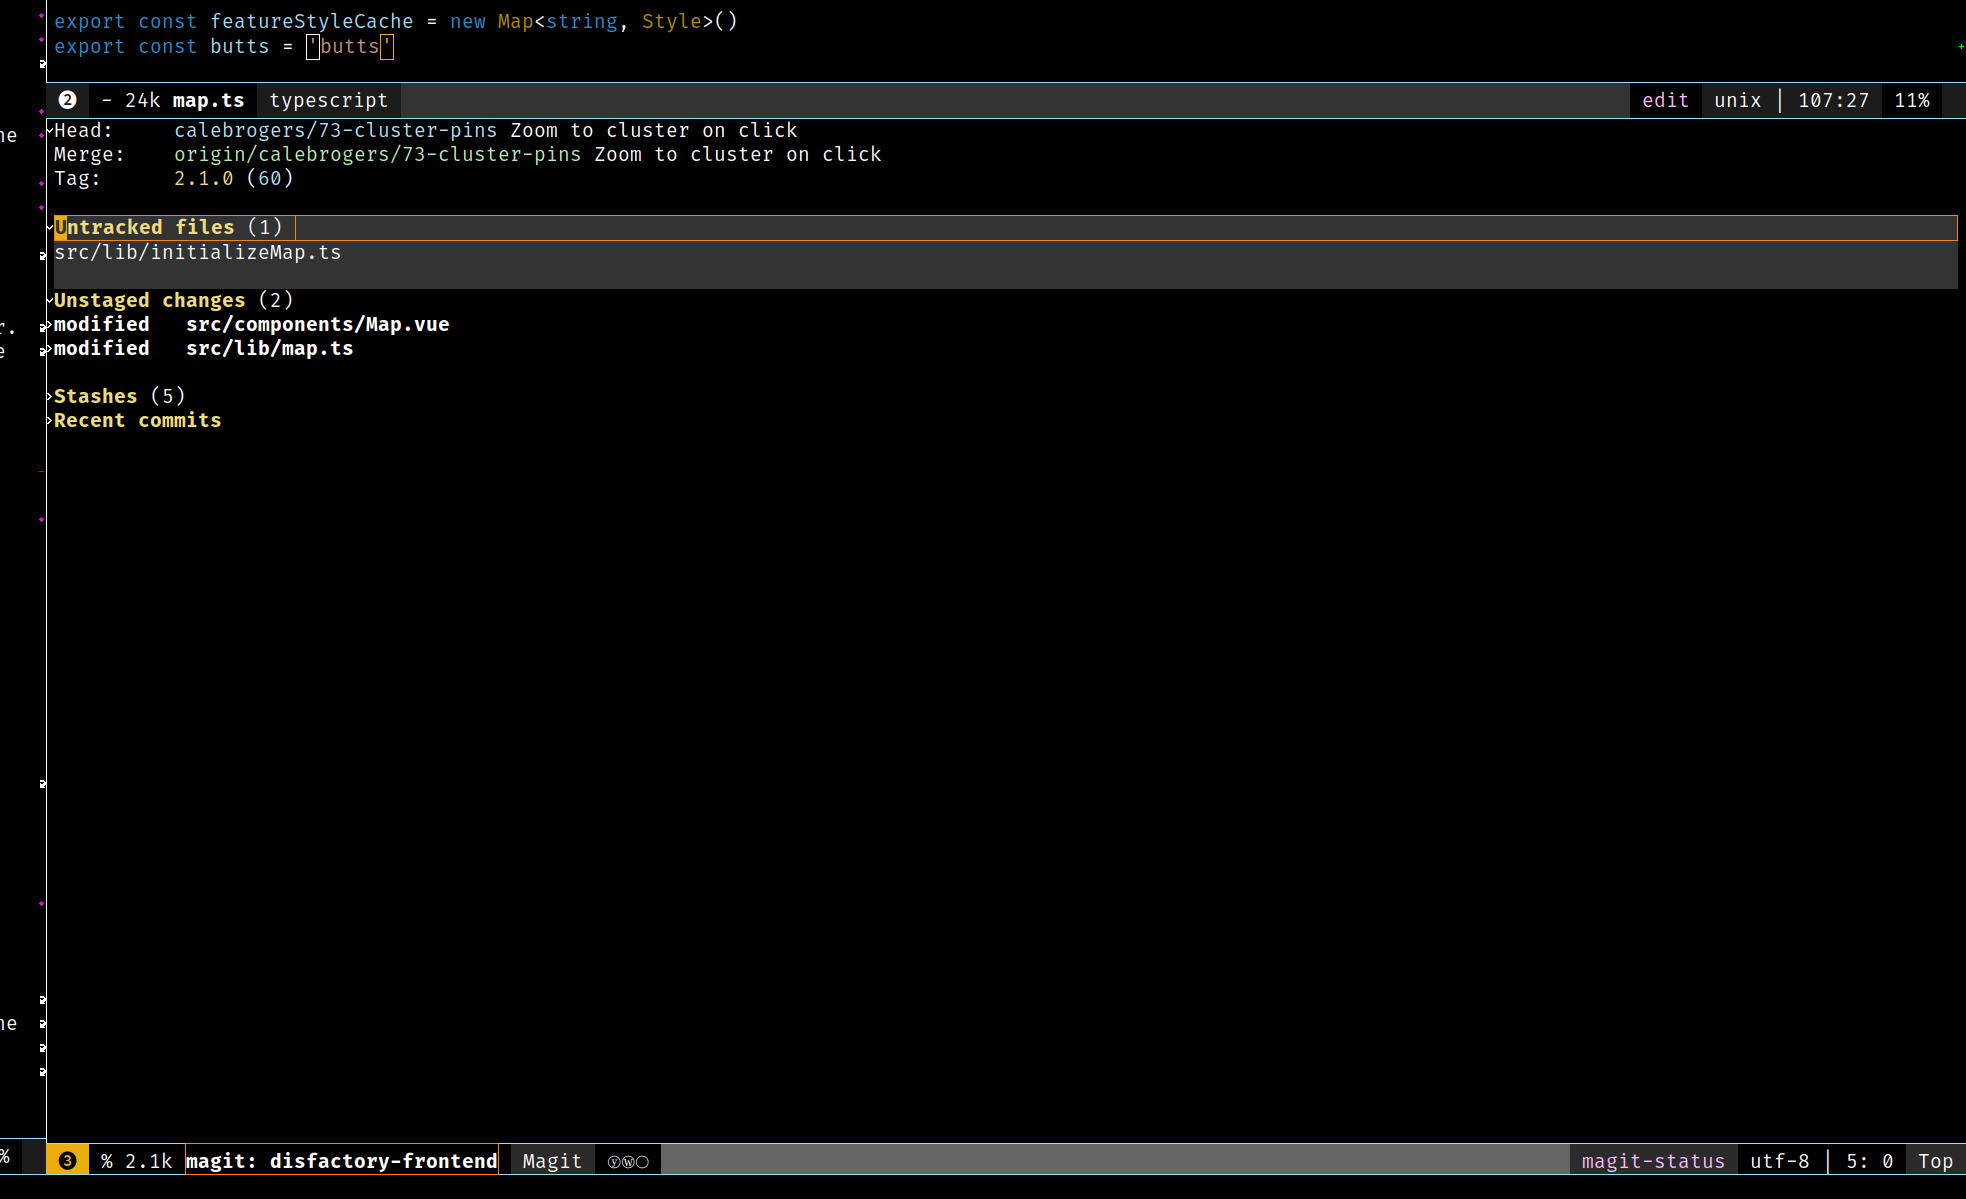 export const featureStyleCache = new Map<string, Style>()
export const butts = 'butts'
❷ - 24k map.ts typescript edit unix | 107:27 11%
Head: calebrogers/73-cluster-pins Zoom to cluster on click
Merge: origin/calebrogers/73-cluster-pins Zoom to cluster on click
Tag: 2.1.0 (60)
Untracked files (1)
src/lib/initializeMap.ts
Unstaged changes (2)
modified src/components/Map.vue
modified src/lib/map.ts
Stashes (5)
Recent commits
❸ % 2.1k magit: disfactory-frontend Magit ⓨⓦ○ magit-status utf-8 | 5: 0 Top